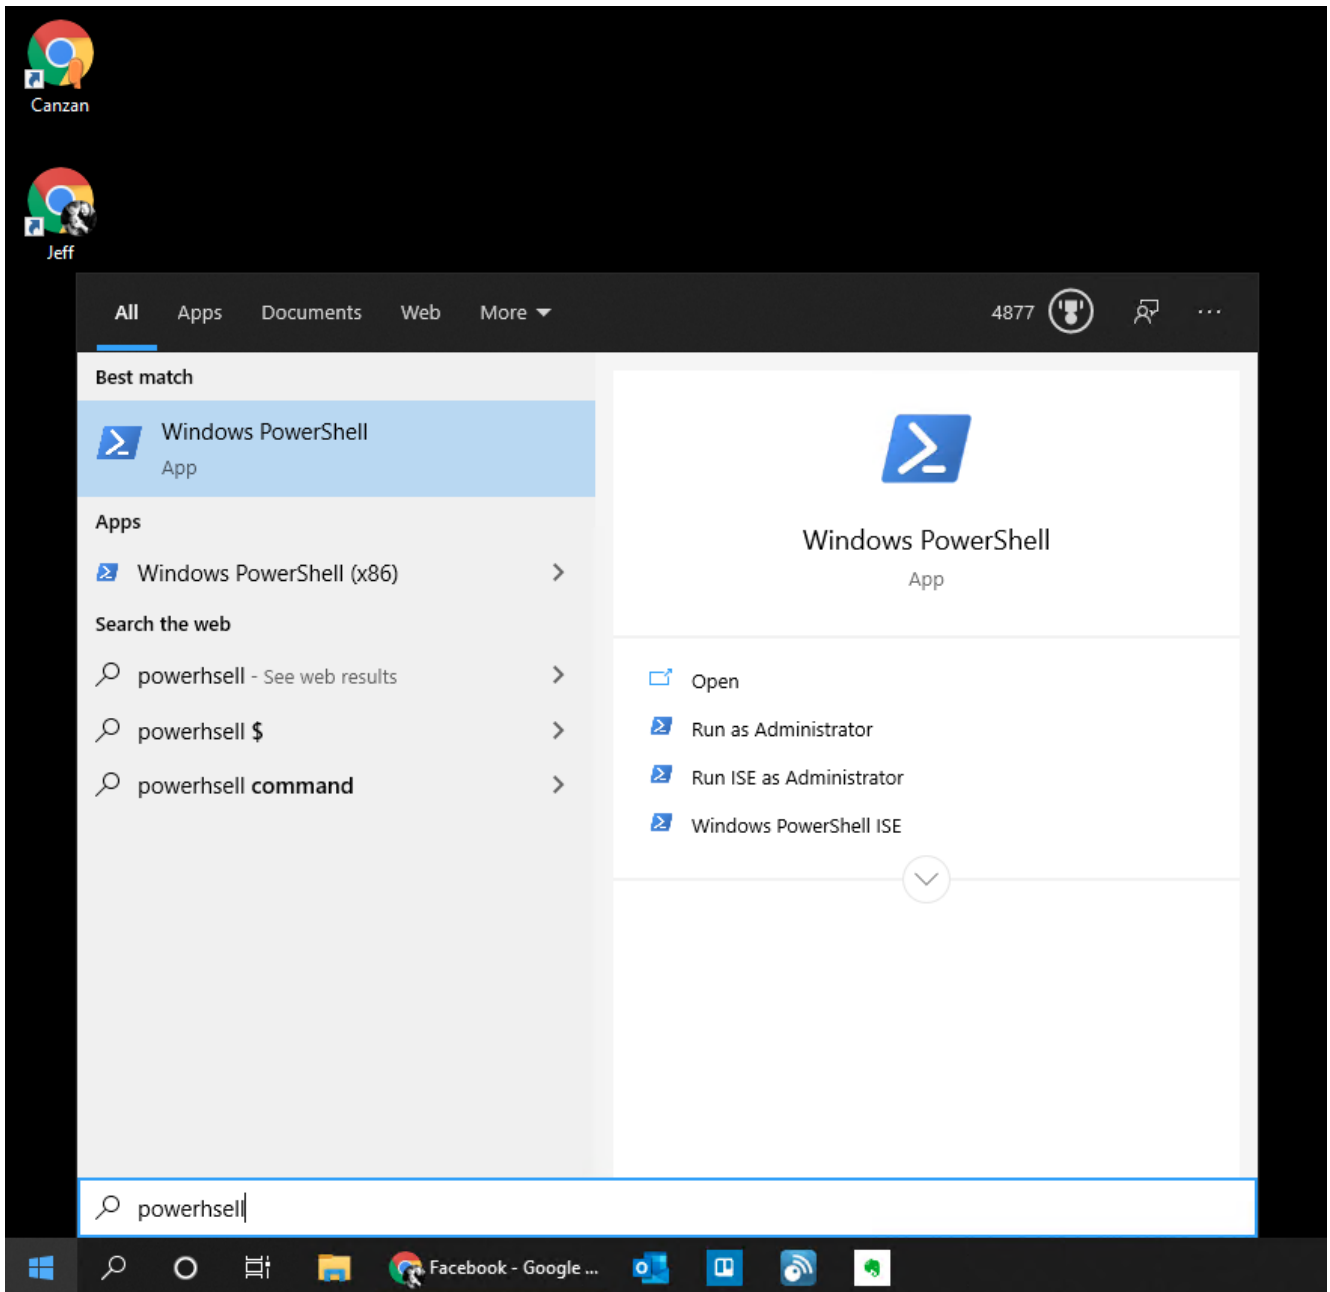 Canzan
Jeff
All Apps Documents Web More 4877 ...
Best match
Windows PowerShell
App
Apps
Windows PowerShell (x86)
Search the web
powerhsell - See web results
powerhsell $
powerhsell command
Windows PowerShell
App
Open
Run as Administrator
Run ISE as Administrator
Windows PowerShell ISE
powerhsell
Facebook - Google ...